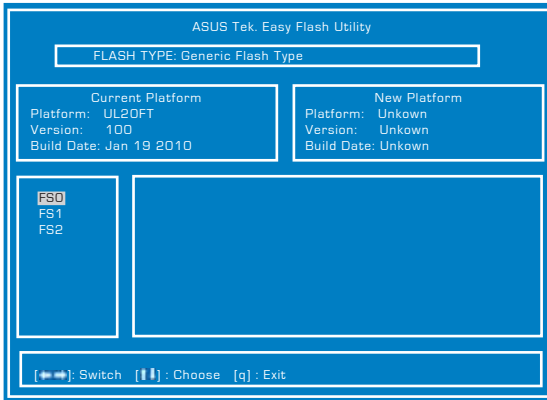 ASUS Tek. Easy Flash Utility
FLASH TYPE: Generic Flash Type
Current Platform
Platform: UL20FT
Version: 100
Build Date: Jan 19 2010
New Platform
Platform: Unkown
Version: Unkown
Build Date: Unkown
FS0
FS1
FS2
[⬅➡]: Switch [⬆⬇] : Choose [q] : Exit